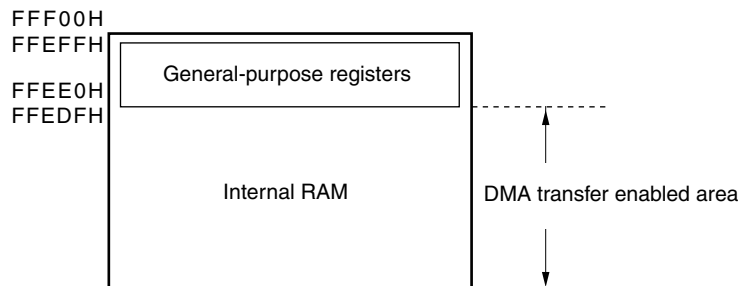 FFF00H
FFEFFH
General-purpose registers
FFEE0H
FFEDFH
Internal RAM
DMA transfer enabled area